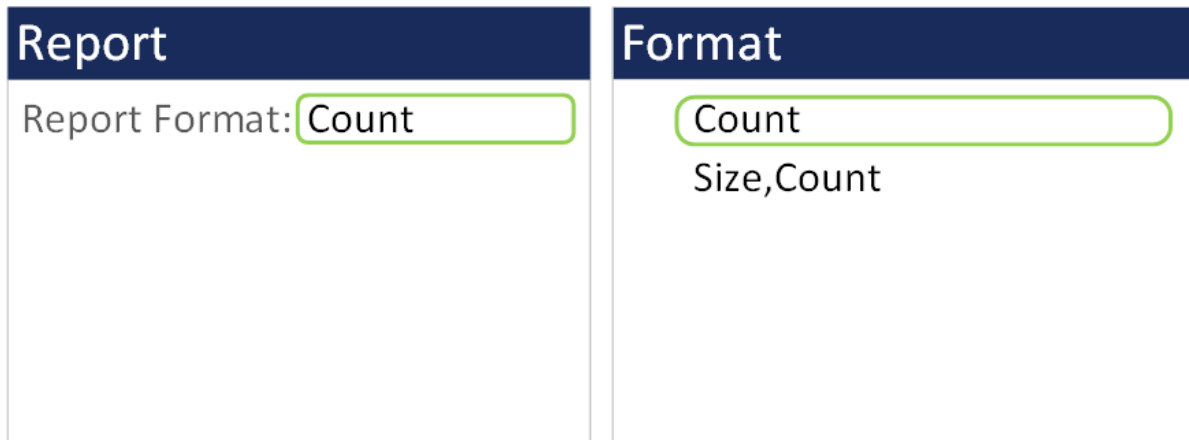 Report
Report Format: Count
Format
Count
Size,Count